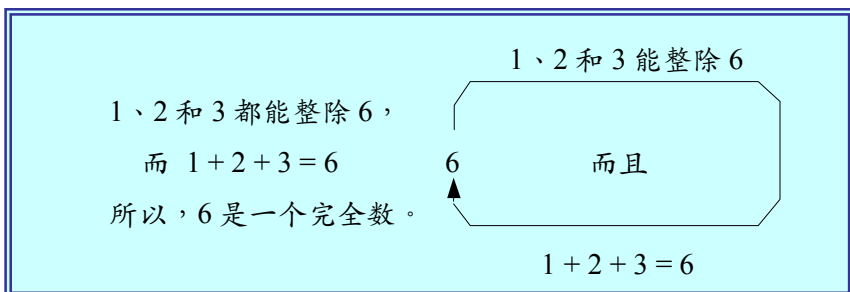 1、2 和 3 能整除 6
1、2 和 3 都能整除 6，
而 1 + 2 + 3 = 6
所以，6 是一个完全数。
6
而且
1 + 2 + 3 = 6